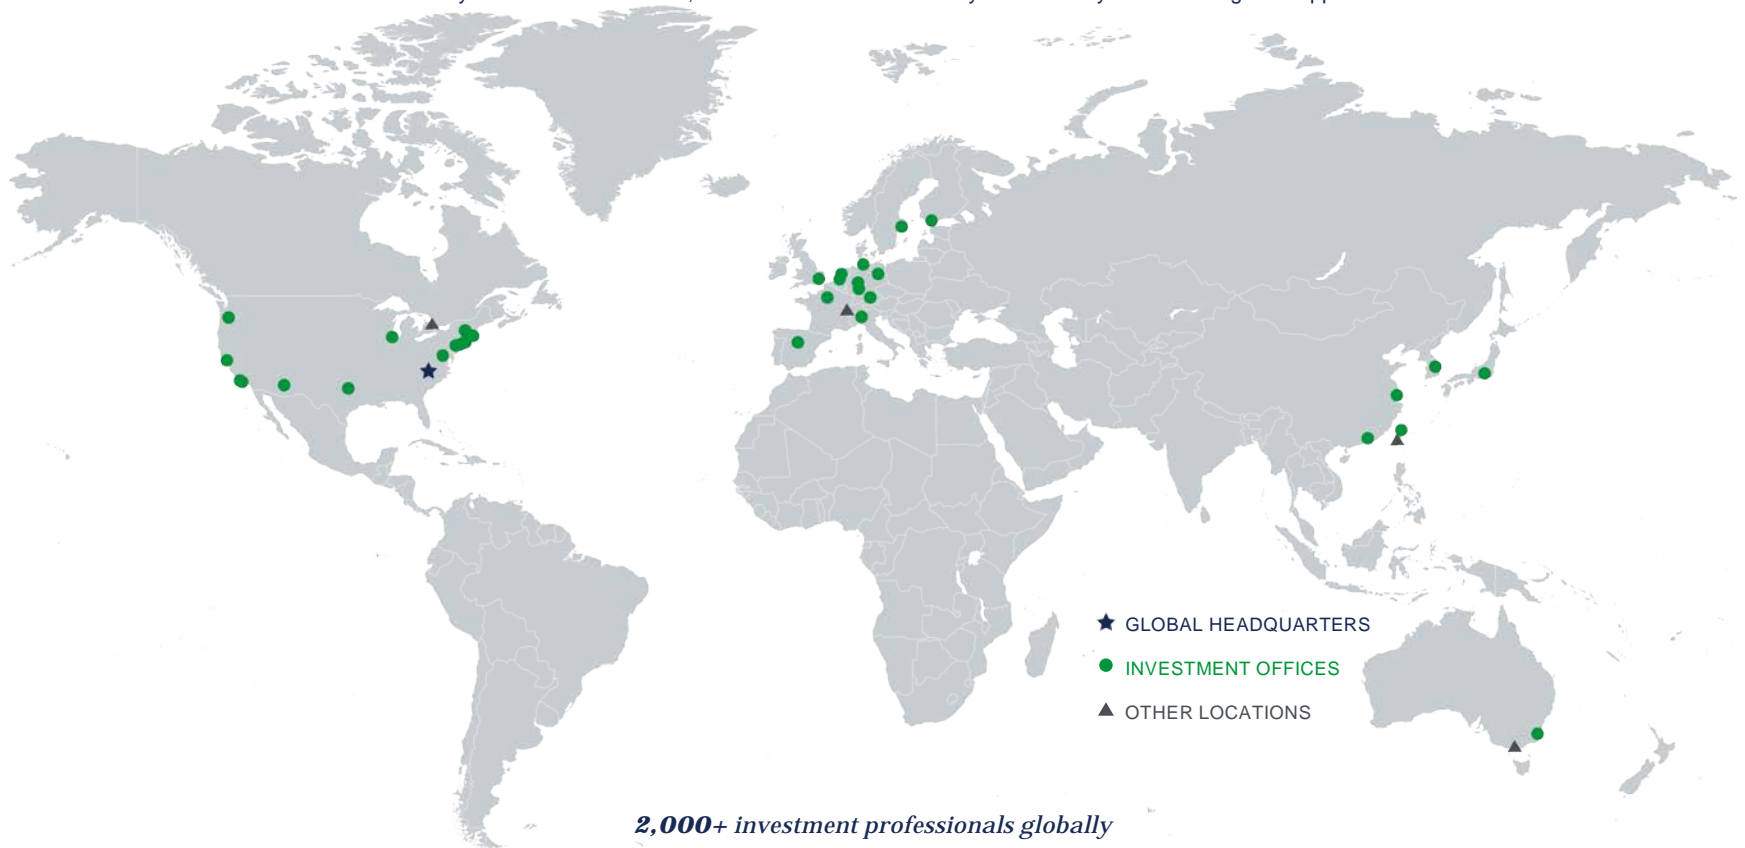 ★ GLOBAL HEADQUARTERS
● INVESTMENT OFFICES
▲ OTHER LOCATIONS
2,000+ investment professionals globally